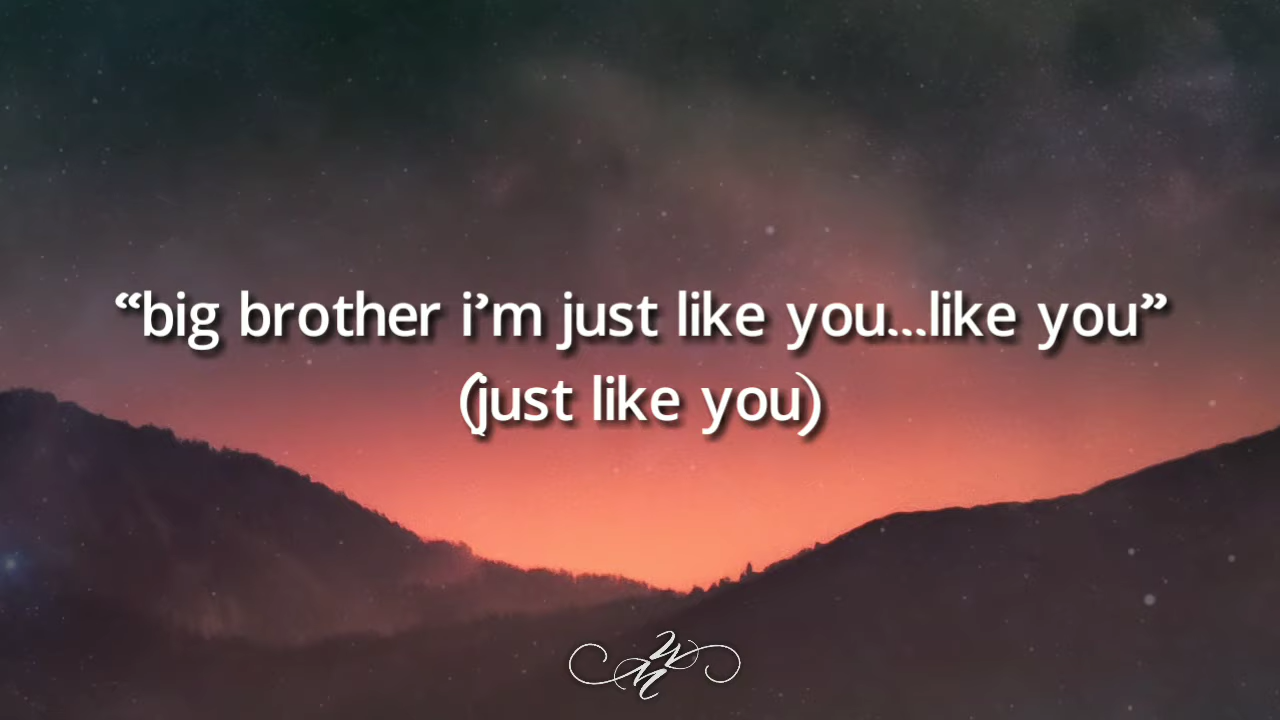 “big brother i’m just like you...like you”
(just like you)